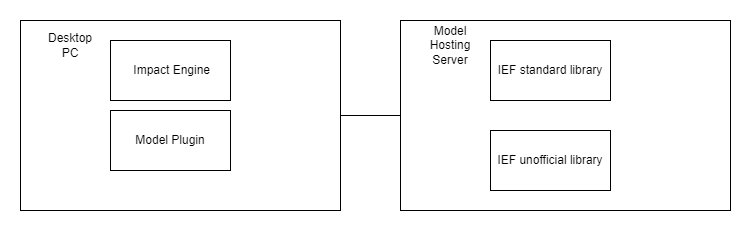 Desktop
PC
Impact Engine
Model Plugin
Model
Hosting
Server
IEF standard library
IEF unofficial library